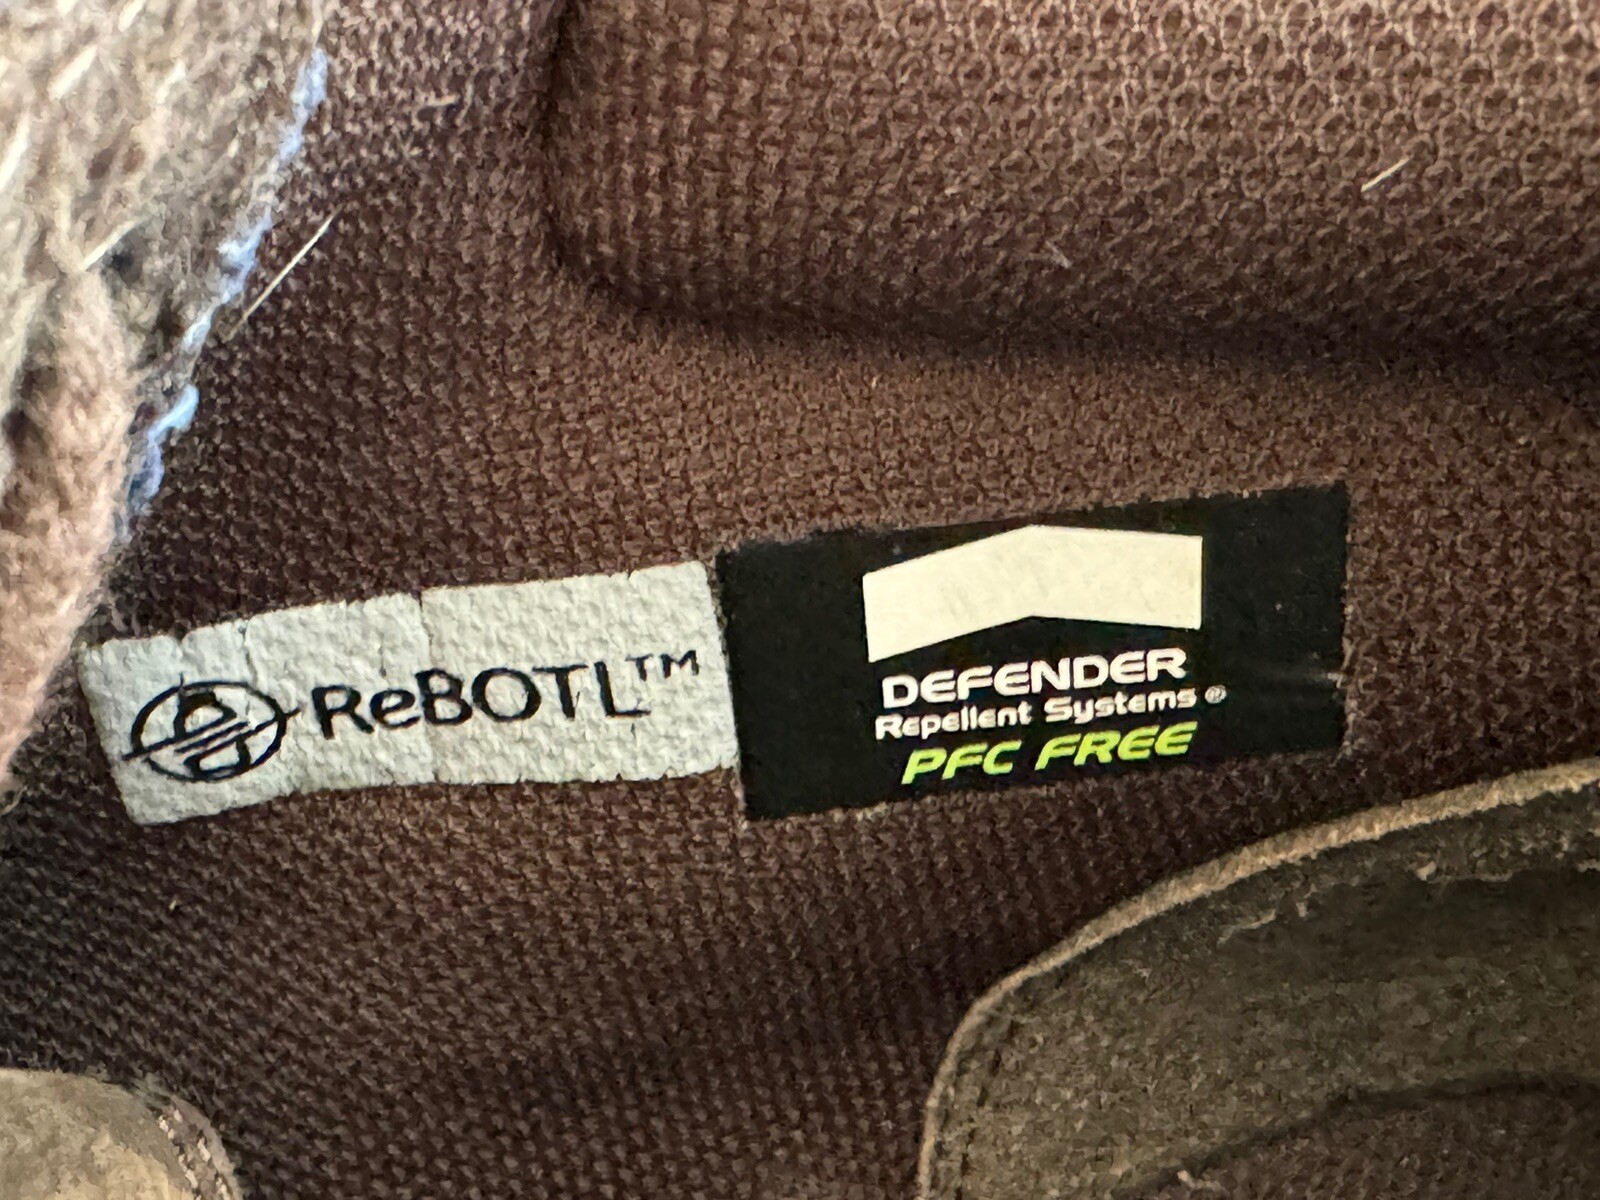 ReBOTL™
DEFENDER
Repellent Systems®
PFC FREE